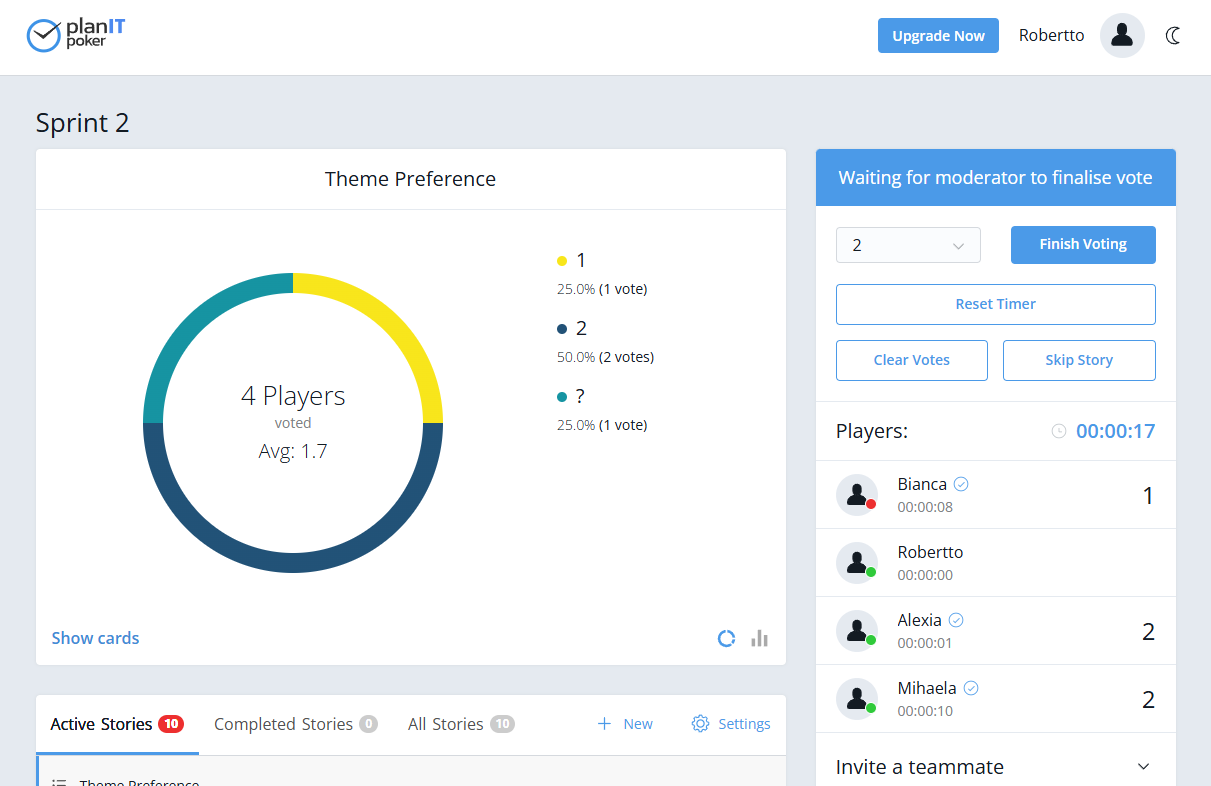 planIT
poker
Upgrade Now
Robertto
Sprint 2
Theme Preference
1
25.0% (1 vote)
2
50.0% (2 votes)
?
25.0% (1 vote)
4 Players
voted
Avg: 1.7
Show cards
Active Stories 10
Completed Stories 0
All Stories 10
New
Settings
Theme Preference
Waiting for moderator to finalise vote
2
Finish Voting
Reset Timer
Clear Votes
Skip Story
Players:
00:00:17
Bianca
00:00:08
1
Robertto
00:00:00
Alexia
00:00:01
2
Mihaela
00:00:10
2
Invite a teammate